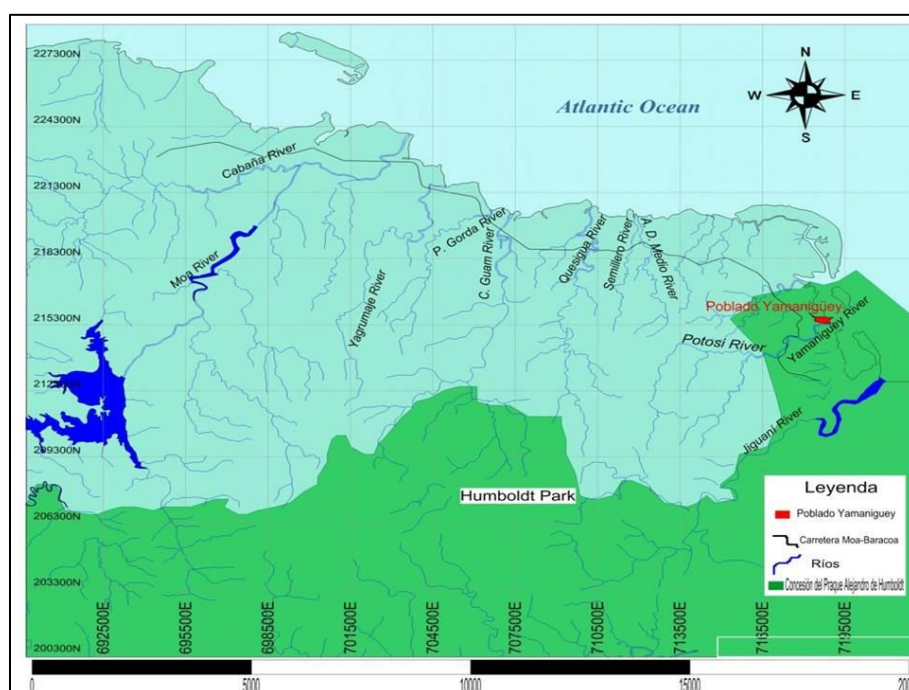 227300N
224300N
221300N
218300N
215300N
212300N
209300N
206300N
203300N
200300N
Atlantic Ocean
N
W
E
S
Cabaña River
Moa River
Yagrumaje River
P. Gorda River
C. Guam River
Quesigua River
Semillero River
A. D. Medio River
Poblado Yamanigüey
Yamaniguey River
Potosí River
Jiguaní River
Humboldt Park
Leyenda
Poblado Yamaniguey
Carretera Moa-Baracoa
Ríos
Concesión del Praque Alejandro de Humboldt
692500E
695500E
698500E
701500E
704500E
707500E
710500E
713500E
716500E
719500E
0
5000
10000
15000